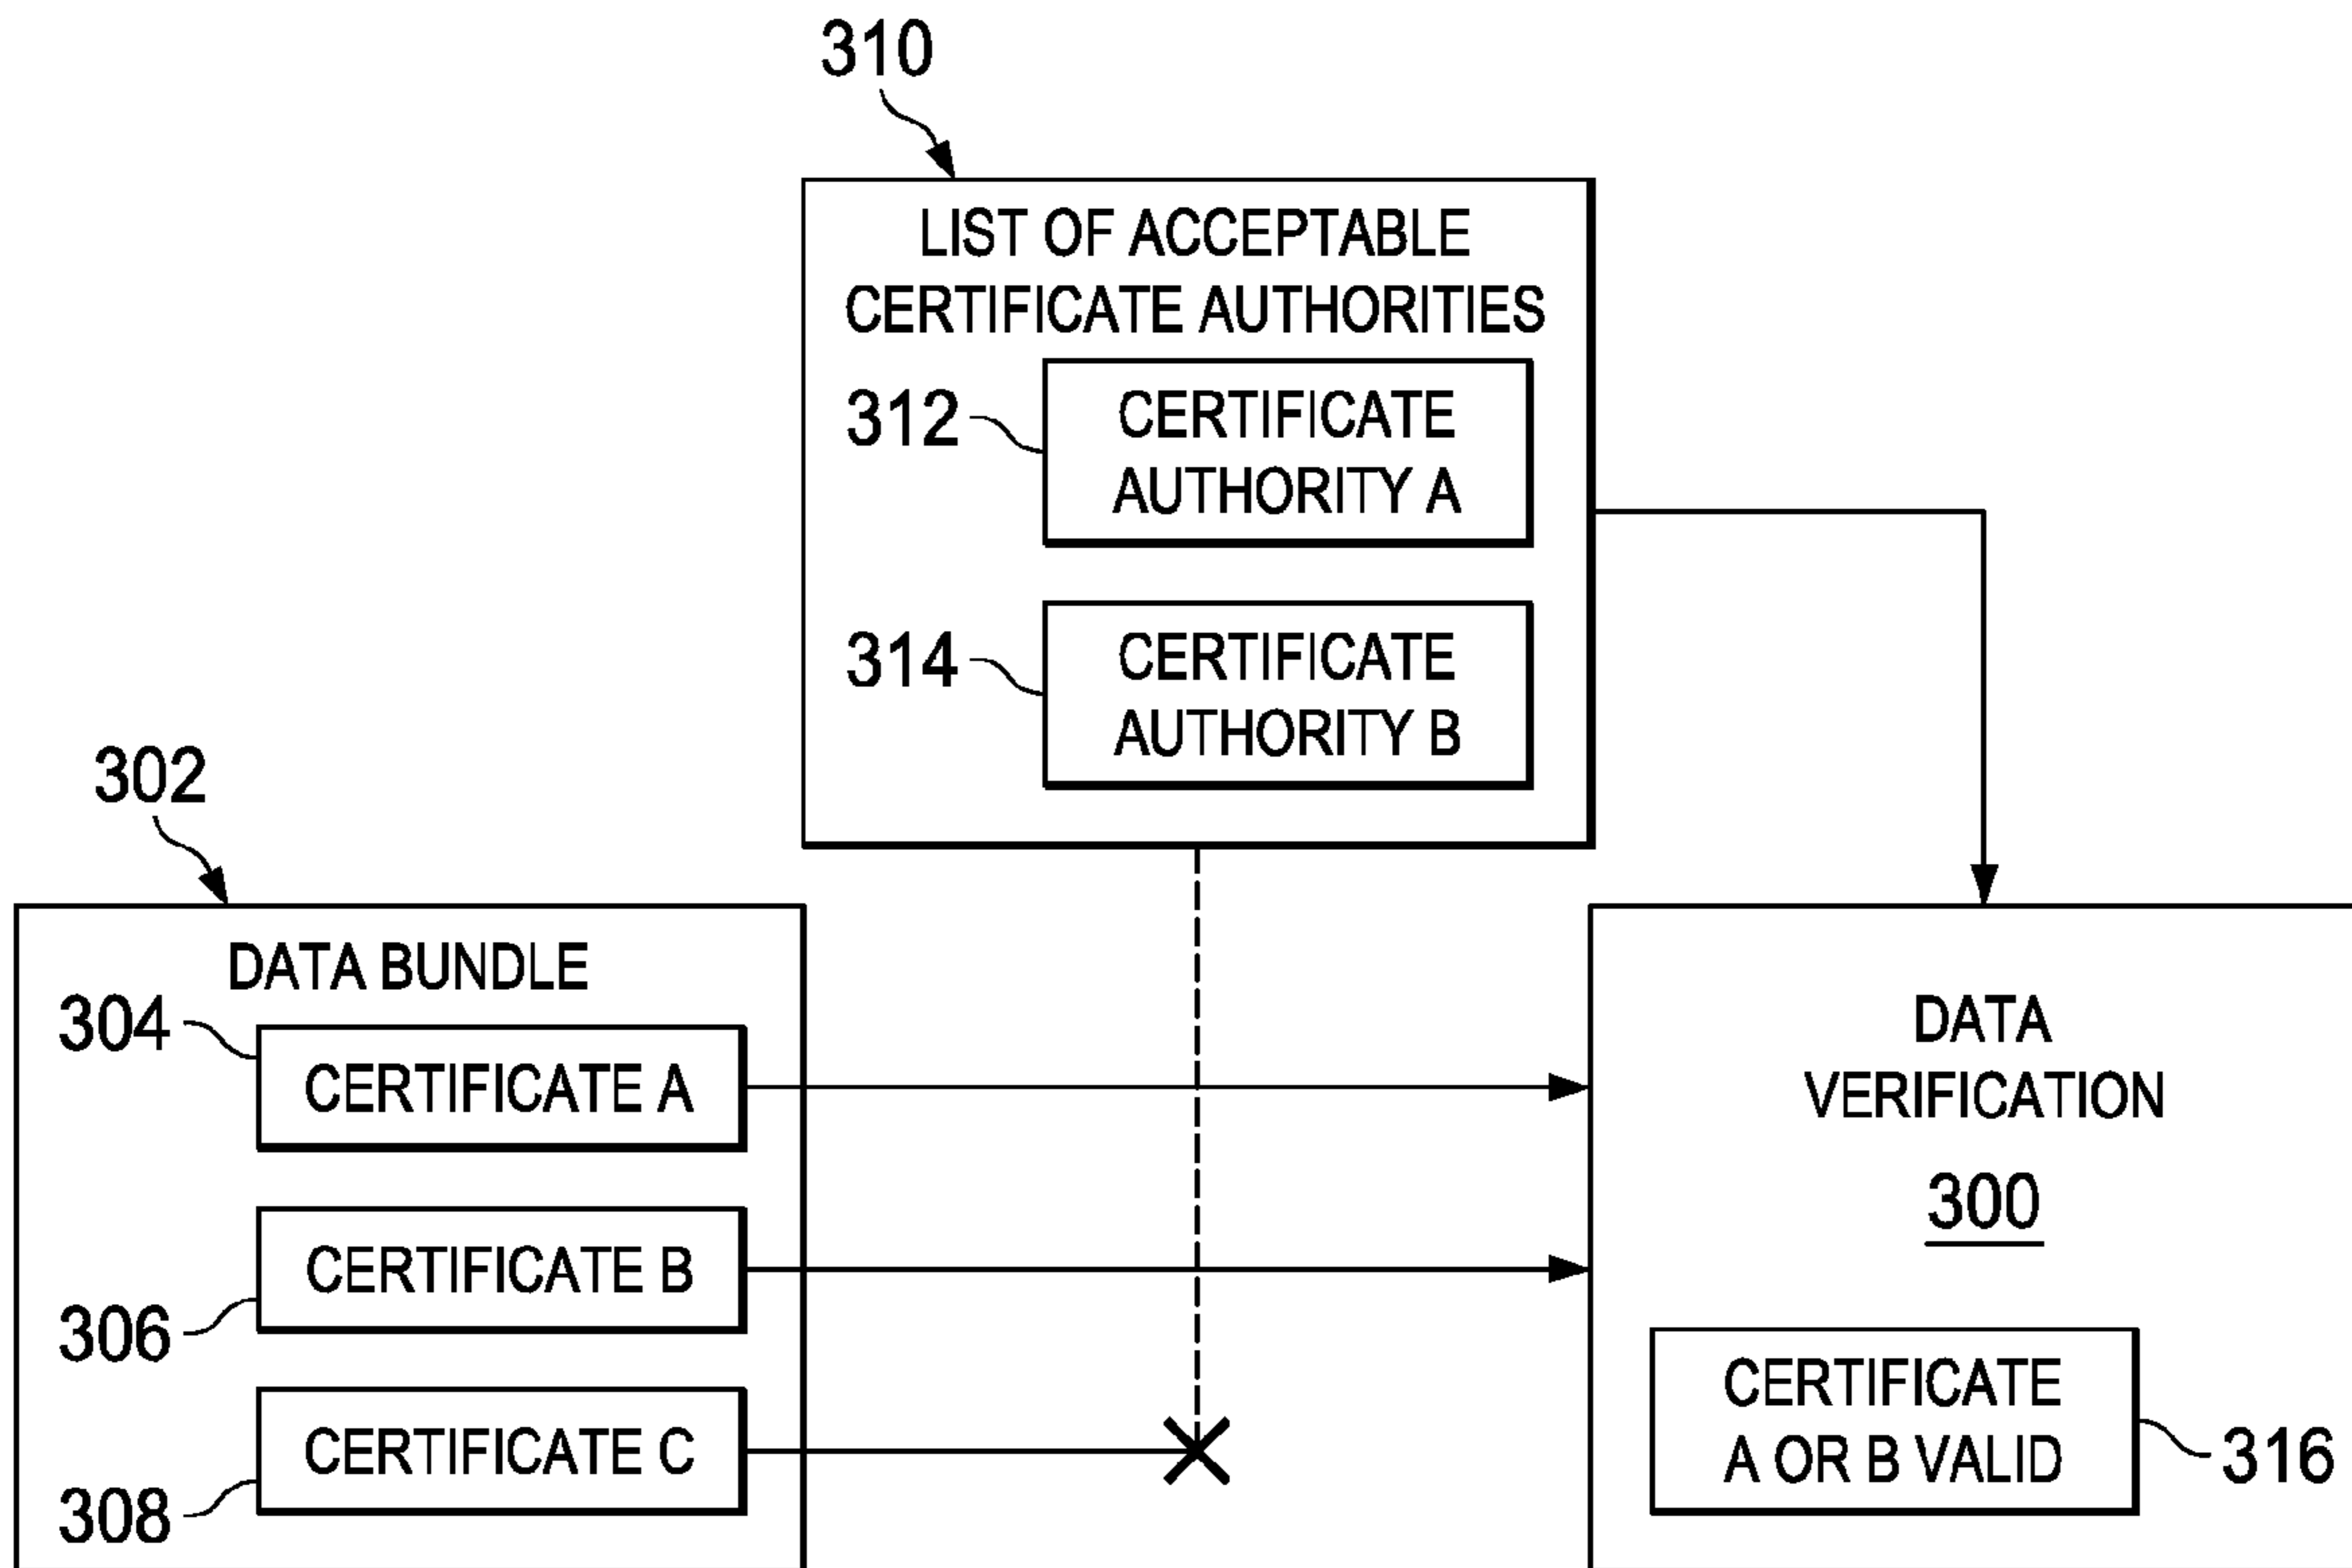 310
LIST OF ACCEPTABLE
CERTIFICATE AUTHORITIES
312
CERTIFICATE
AUTHORITY A
314
CERTIFICATE
AUTHORITY B
302
DATA BUNDLE
304
CERTIFICATE A
306
CERTIFICATE B
308
CERTIFICATE C
DATA
VERIFICATION
300
CERTIFICATE
A OR B VALID
316